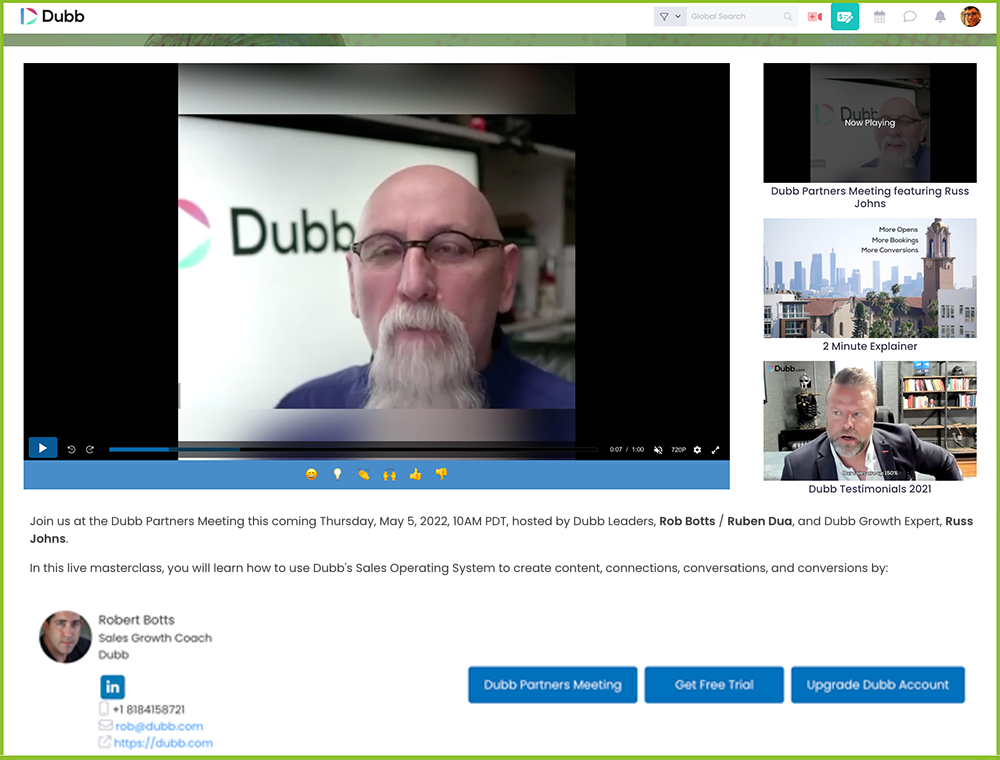 Dubb
Global Search
Dubb
Dubb
Now Playing
Dubb Partners Meeting featuring Russ
Johns
More Opens
More Bookings
More Conversions
2 Minute Explainer
Dubb.com
Dubb Testimonials 2021
0:07 / 1:00
720P
Join us at the Dubb Partners Meeting this coming Thursday, May 5, 2022, 10AM PDT, hosted by Dubb Leaders, Rob Botts / Ruben Dua, and Dubb Growth Expert, Russ
Johns.
In this live masterclass, you will learn how to use Dubb's Sales Operating System to create content, connections, conversations, and conversions by:
Robert Botts
Sales Growth Coach
Dubb
in
+1 8184158721
rob@dubb.com
https://dubb.com
Dubb Partners Meeting
Get Free Trial
Upgrade Dubb Account